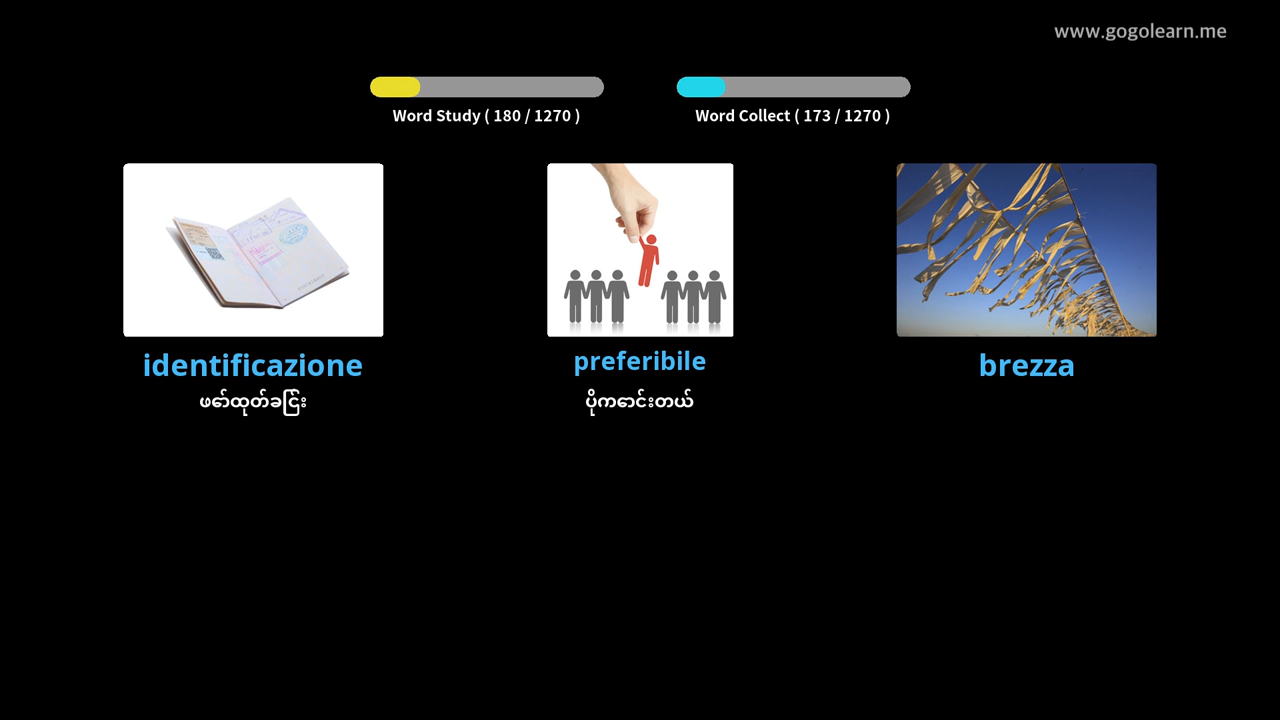 www.gogolearn.me
Word Study ( 180 / 1270 )
Word Collect ( 173 / 1270 )
identificazione
ဖော်ထုတ်ခြင်း
preferibile
ပိုကောင်းတယ်
brezza